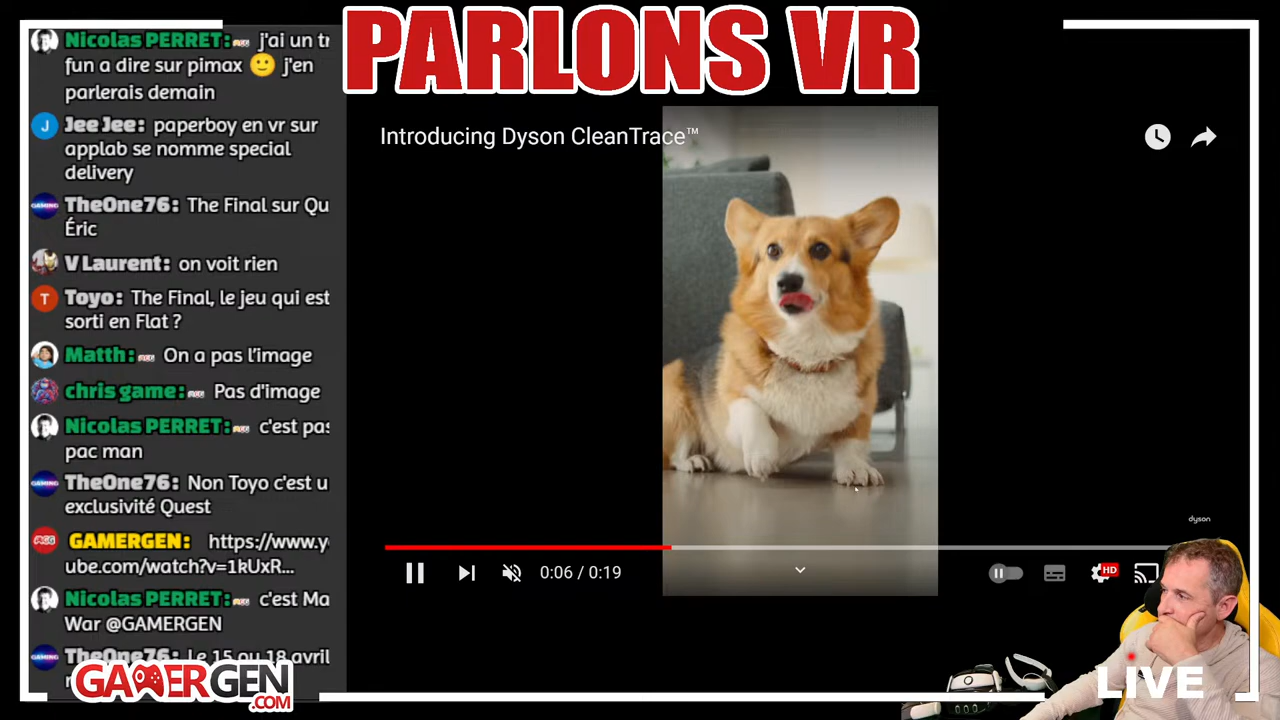 PARLONS VR
Nicolas PERRET: j'ai un tr
fun a dire sur pimax j'en
parlerais demain
J Jee Jee: paperboy en vr sur
applab se nomme special
delivery
TheOne76: The Final sur Qu
Éric
V Laurent: on voit rien
T Toyo: The Final, le jeu qui est
sorti en Flat ?
Matth: On a pas l'image
chris game: Pas d'image
Nicolas PERRET: c'est pas
pac man
TheOne76: Non Toyo c'est u
exclusivité Quest
GAMERGEN: https://www.y
ube.com/watch?v=1kUxR...
Nicolas PERRET: c'est Ma
War @GAMERGEN
TheOne76: Le 15 ou 18 avril
GAMERGEN
.COM
Introducing Dyson CleanTrace™
dyson
0:06 / 0:19
HD
LIVE